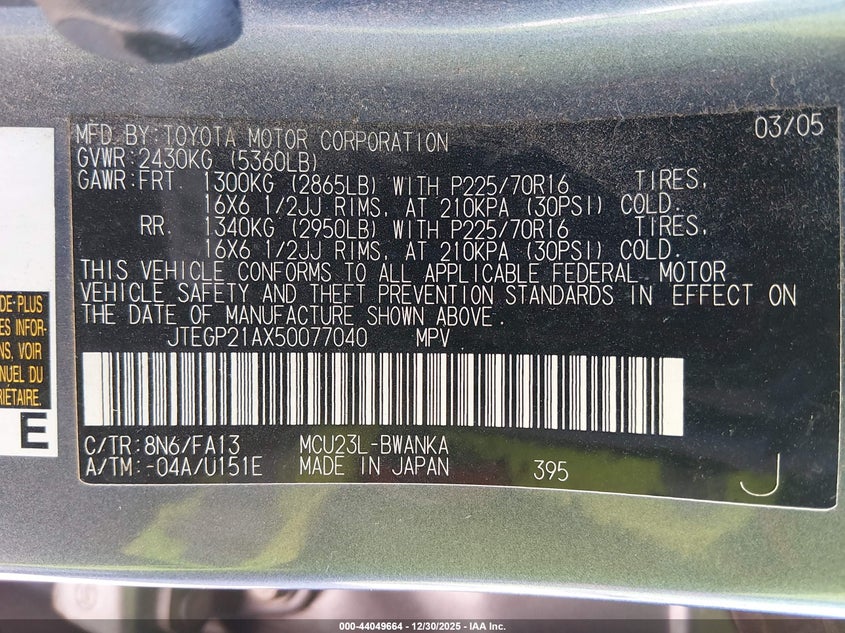 MFD. BY: TOYOTA MOTOR CORPORATION 03/05
GVWR: 2430KG (5360LB)
GAWR: FRT. 1300KG (2865LB) WITH P225/70R16 TIRES,
16X6 1/2JJ RIMS, AT 210KPA (30PSI) COLD.
RR. 1340KG (2950LB) WITH P225/70R16 TIRES,
16X6 1/2JJ RIMS, AT 210KPA (30PSI) COLD.
THIS VEHICLE CONFORMS TO ALL APPLICABLE FEDERAL MOTOR
VEHICLE SAFETY AND THEFT PREVENTION STANDARDS IN EFFECT ON
THE DATE OF MANUFACTURE SHOWN ABOVE.
JTEGP21AX50077040 MPV
C/TR: 8N6/FA13 MCU23L-BWANKA
A/TM: -04A/U151E MADE IN JAPAN 395 J
DE-PLUS
ES INFOR-
NS, VOIR
ANUEL DU
RIÉTAIRE.
E
000-44049664 - 12/30/2025 - IAA Inc.